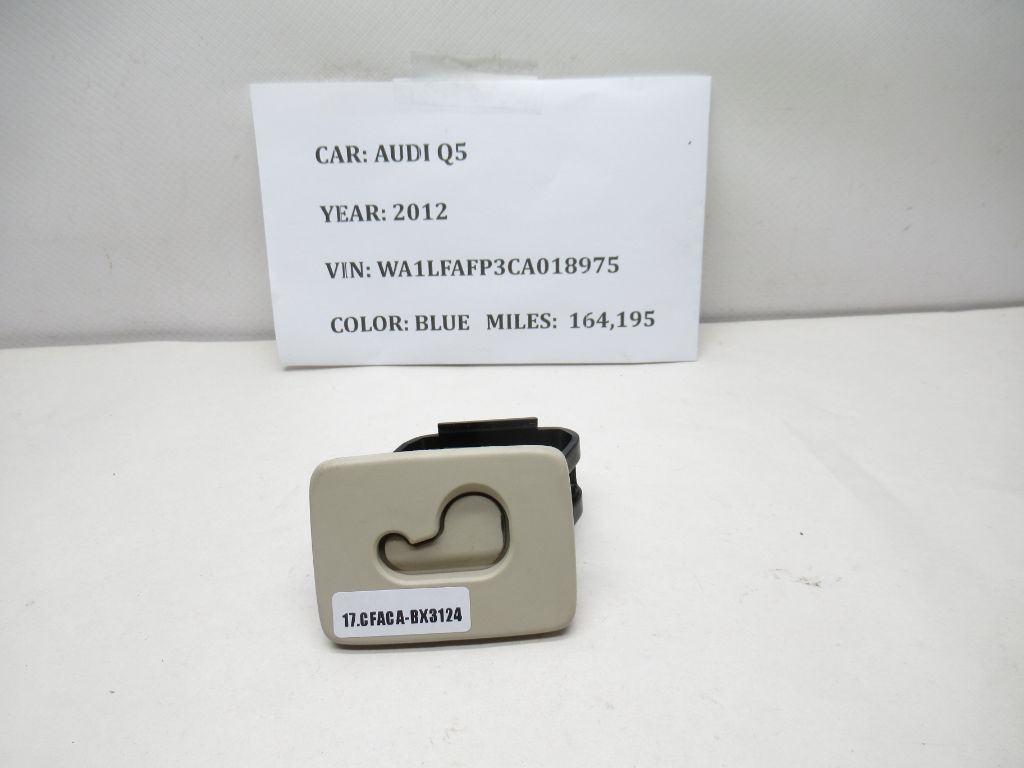 CAR: AUDI Q5
YEAR: 2012
VIN: WA1LFAFP3CA018975
COLOR: BLUE MILES: 164,195
17.CFACA-BX3124